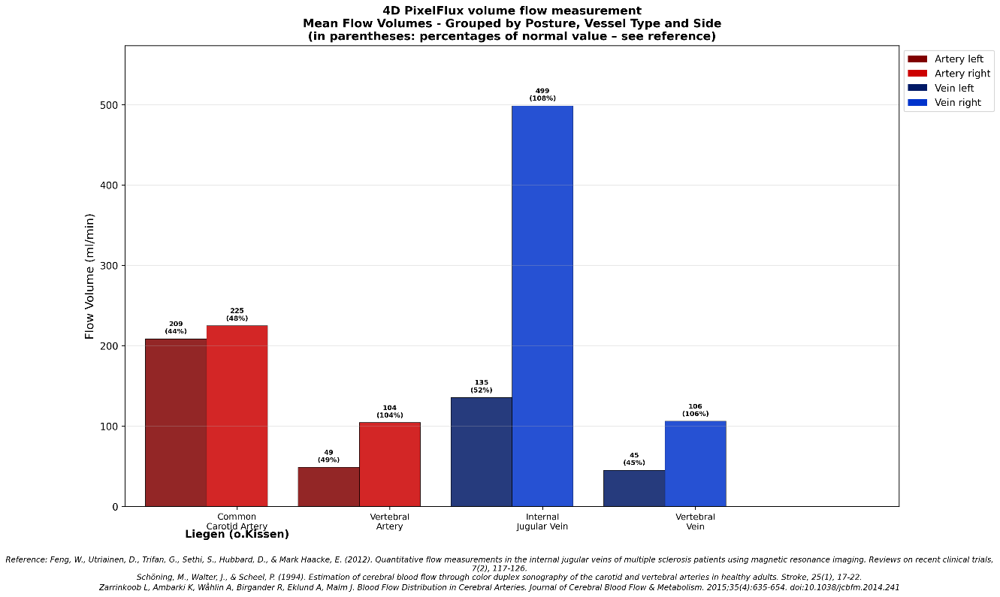 4D PixelFlux volume flow measurement
Mean Flow Volumes - Grouped by Posture, Vessel Type and Side
(in parentheses: percentages of normal value – see reference)
Artery left
Artery right
Vein left
Vein right
Flow Volume (ml/min)
500
400
300
200
100
0
209
(44%)
225
(48%)
49
(49%)
104
(104%)
135
(52%)
499
(108%)
45
(45%)
106
(106%)
Common
Carotid Artery
Vertebral
Artery
Internal
Jugular Vein
Vertebral
Vein
Liegen (o.Kissen)
Reference: Feng, W., Utriainen, D., Trifan, G., Sethi, S., Hubbard, D., & Mark Haacke, E. (2012). Quantitative flow measurements in the internal jugular veins of multiple sclerosis patients using magnetic resonance imaging. Reviews on recent clinical trials,
7(2), 117-126.
Schöning, M., Walter, J., & Scheel, P. (1994). Estimation of cerebral blood flow through color duplex sonography of the carotid and vertebral arteries in healthy adults. Stroke, 25(1), 17-22.
Zarrinkoob L, Ambarki K, Wåhlin A, Birgander R, Eklund A, Malm J. Blood Flow Distribution in Cerebral Arteries. Journal of Cerebral Blood Flow & Metabolism. 2015;35(4):635-654. doi:10.1038/jcbfm.2014.241